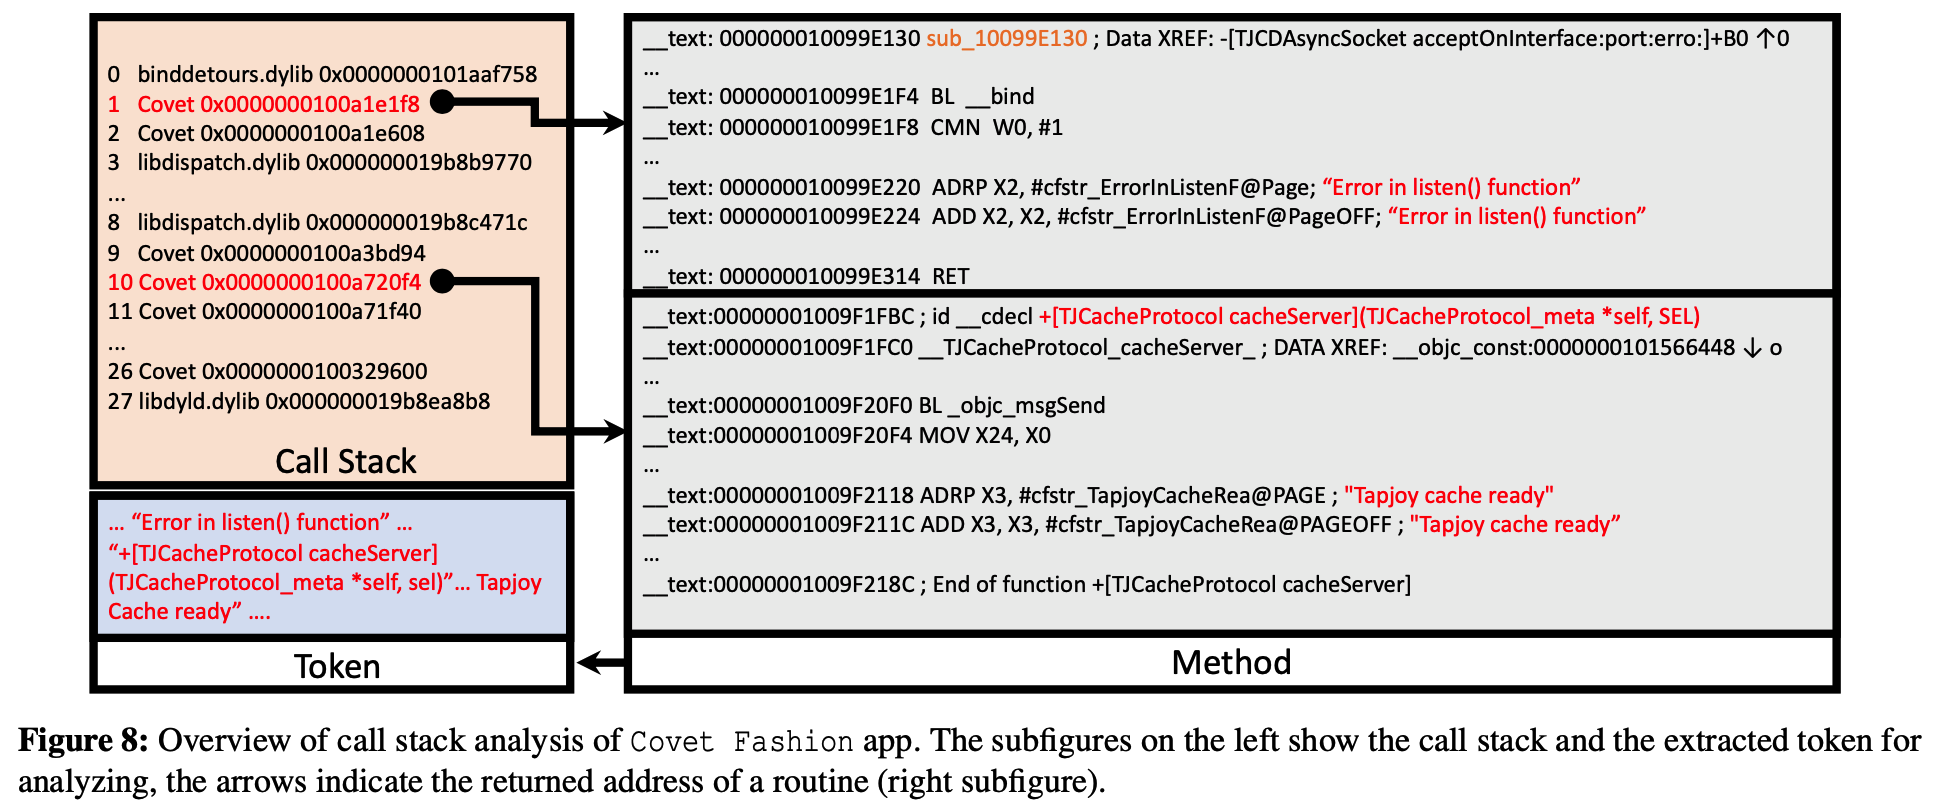 0 binddetours.dylib 0x0000000101aaf758
1 Covet 0x0000000100a1e1f8
2 Covet 0x0000000100a1e608
3 libdispatch.dylib 0x000000019b8b9770
...
8 libdispatch.dylib 0x000000019b8c471c
9 Covet 0x0000000100a3bd94
10 Covet 0x0000000100a720f4
11 Covet 0x0000000100a71f40
...
26 Covet 0x0000000100329600
27 libdyld.dylib 0x000000019b8ea8b8
Call Stack
... “Error in listen() function” ...
“+[TJCacheProtocol cacheServer]
(TJCacheProtocol_meta *self, sel)”... Tapjoy
Cache ready” ....
Token
__text: 000000010099E130 sub_10099E130 ; Data XREF: -[TJCDAsyncSocket acceptOnInterface:port:erro:]+B0 ↑0
...
__text: 000000010099E1F4 BL __bind
__text: 000000010099E1F8 CMN W0, #1
...
__text: 000000010099E220 ADRP X2, #cfstr_ErrorInListenF@Page; “Error in listen() function”
__text: 000000010099E224 ADD X2, X2, #cfstr_ErrorInListenF@PageOFF; “Error in listen() function”
...
__text: 000000010099E314 RET
__text:00000001009F1FBC ; id __cdecl +[TJCacheProtocol cacheServer](TJCacheProtocol_meta *self, SEL)
__text:00000001009F1FC0 __TJCacheProtocol_cacheServer_ ; DATA XREF: __objc_const:0000000101566448 ↓ o
...
__text:00000001009F20F0 BL _objc_msgSend
__text:00000001009F20F4 MOV X24, X0
...
__text:00000001009F2118 ADRP X3, #cfstr_TapjoyCacheRea@PAGE ; "Tapjoy cache ready"
__text:00000001009F211C ADD X3, X3, #cfstr_TapjoyCacheRea@PAGEOFF ; "Tapjoy cache ready”
...
__text:00000001009F218C ; End of function +[TJCacheProtocol cacheServer]
Method
Figure 8: Overview of call stack analysis of Covet Fashion app. The subfigures on the left show the call stack and the extracted token for
analyzing, the arrows indicate the returned address of a routine (right subfigure).